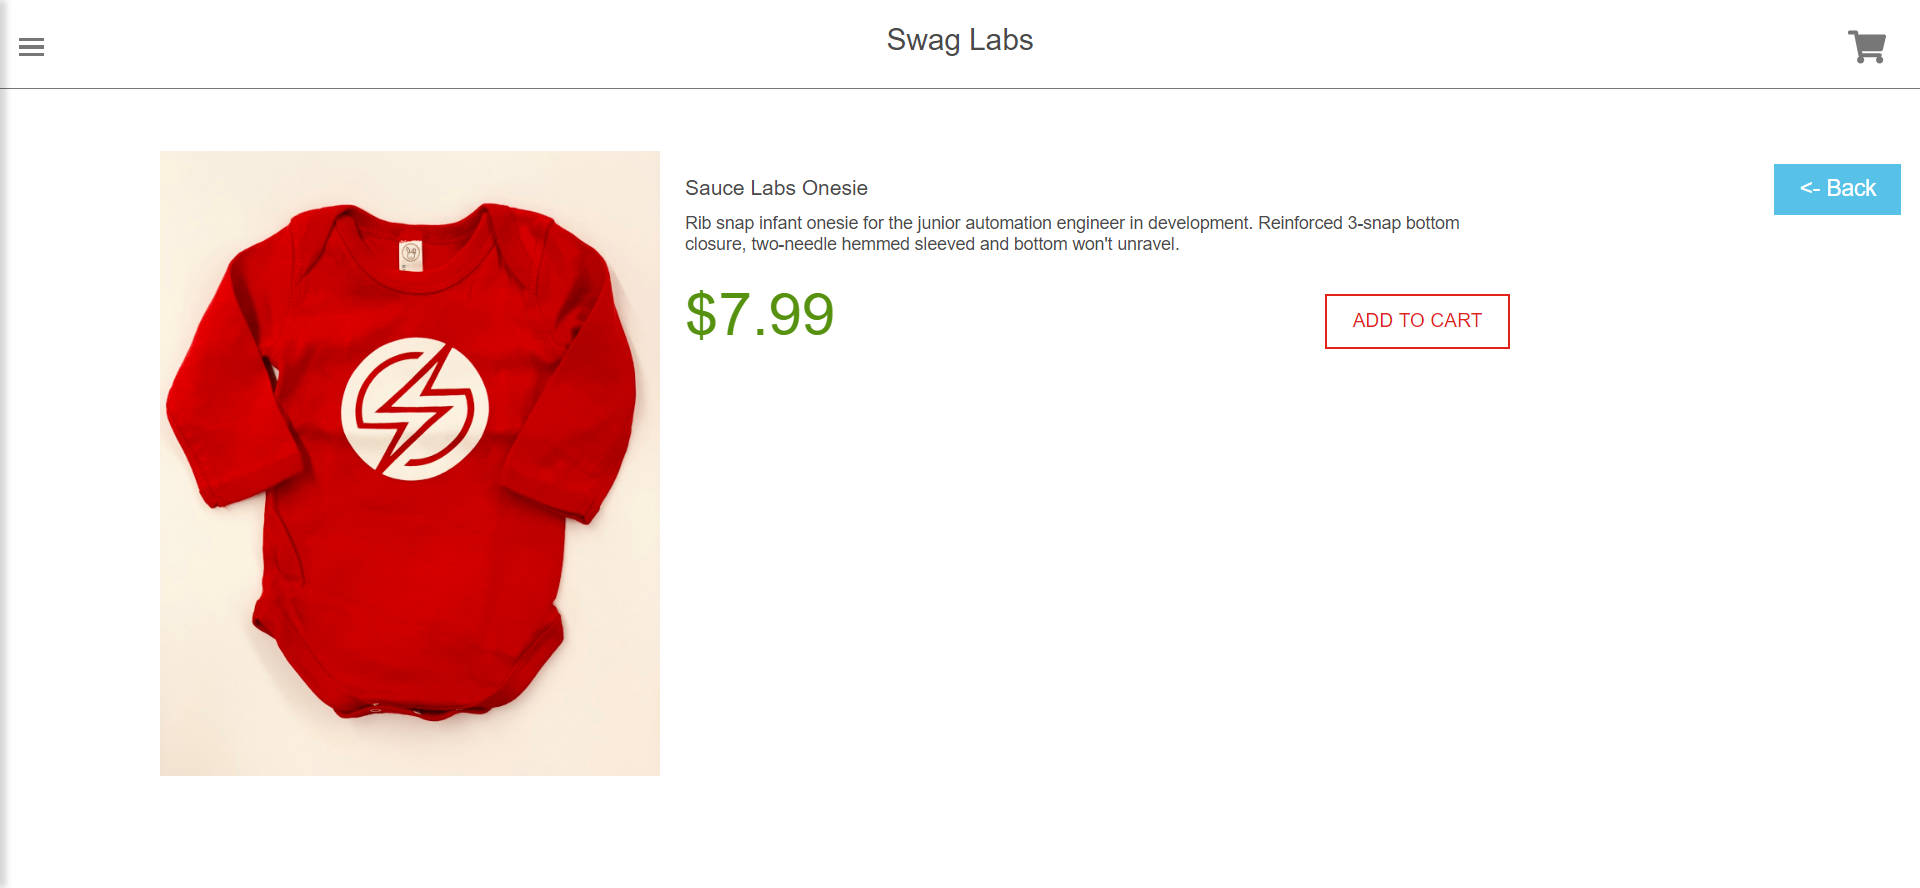 Swag Labs
Sauce Labs Onesie
<- Back
Rib snap infant onesie for the junior automation engineer in development. Reinforced 3-snap bottom
closure, two-needle hemmed sleeved and bottom won't unravel.
$7.99
ADD TO CART